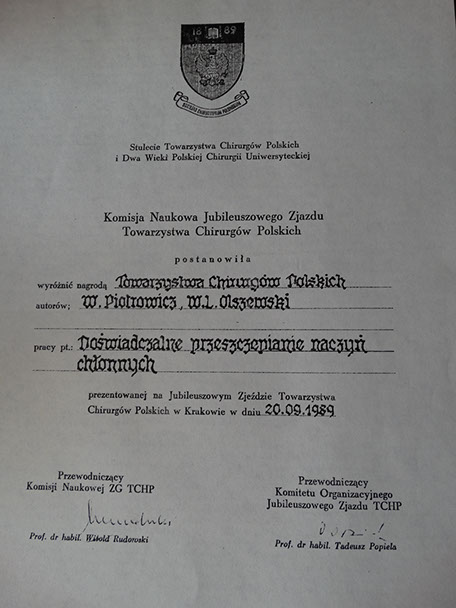 18 89
Stulecie Towarzystwa Chirurgów Polskich
i Dwa Wieki Polskiej Chirurgii Uniwersyteckiej
Komisja Naukowa Jubileuszowego Zjazdu
Towarzystwa Chirurgów Polskich
postanowiła
wyróżnić nagrodą Towarzystwa Chirurgów Polskich
autorów; W. Piotrowicz, W.L. Olszewski
pracy pt.: Doświadczalne przeszczepianie naczyń
chłonnych
prezentowanej na Jubileuszowym Zjeździe Towarzystwa
Chirurgów Polskich w Krakowie w dniu 20.09.1989
Przewodniczący
Komisji Naukowej ZG TCHP
Prof. dr habil. Witold Rudowski
Przewodniczący
Komitetu Organizacyjnego
Jubileuszowego Zjazdu TCHP
Prof. dr habil. Tadeusz Popiela